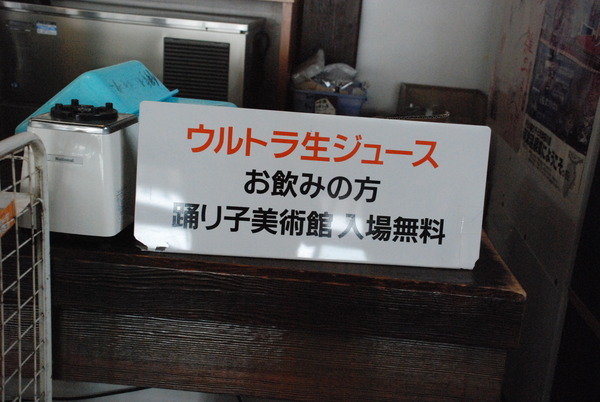 ウルトラ生ジュース
お飲みの方
踊り子美術館 入場無料